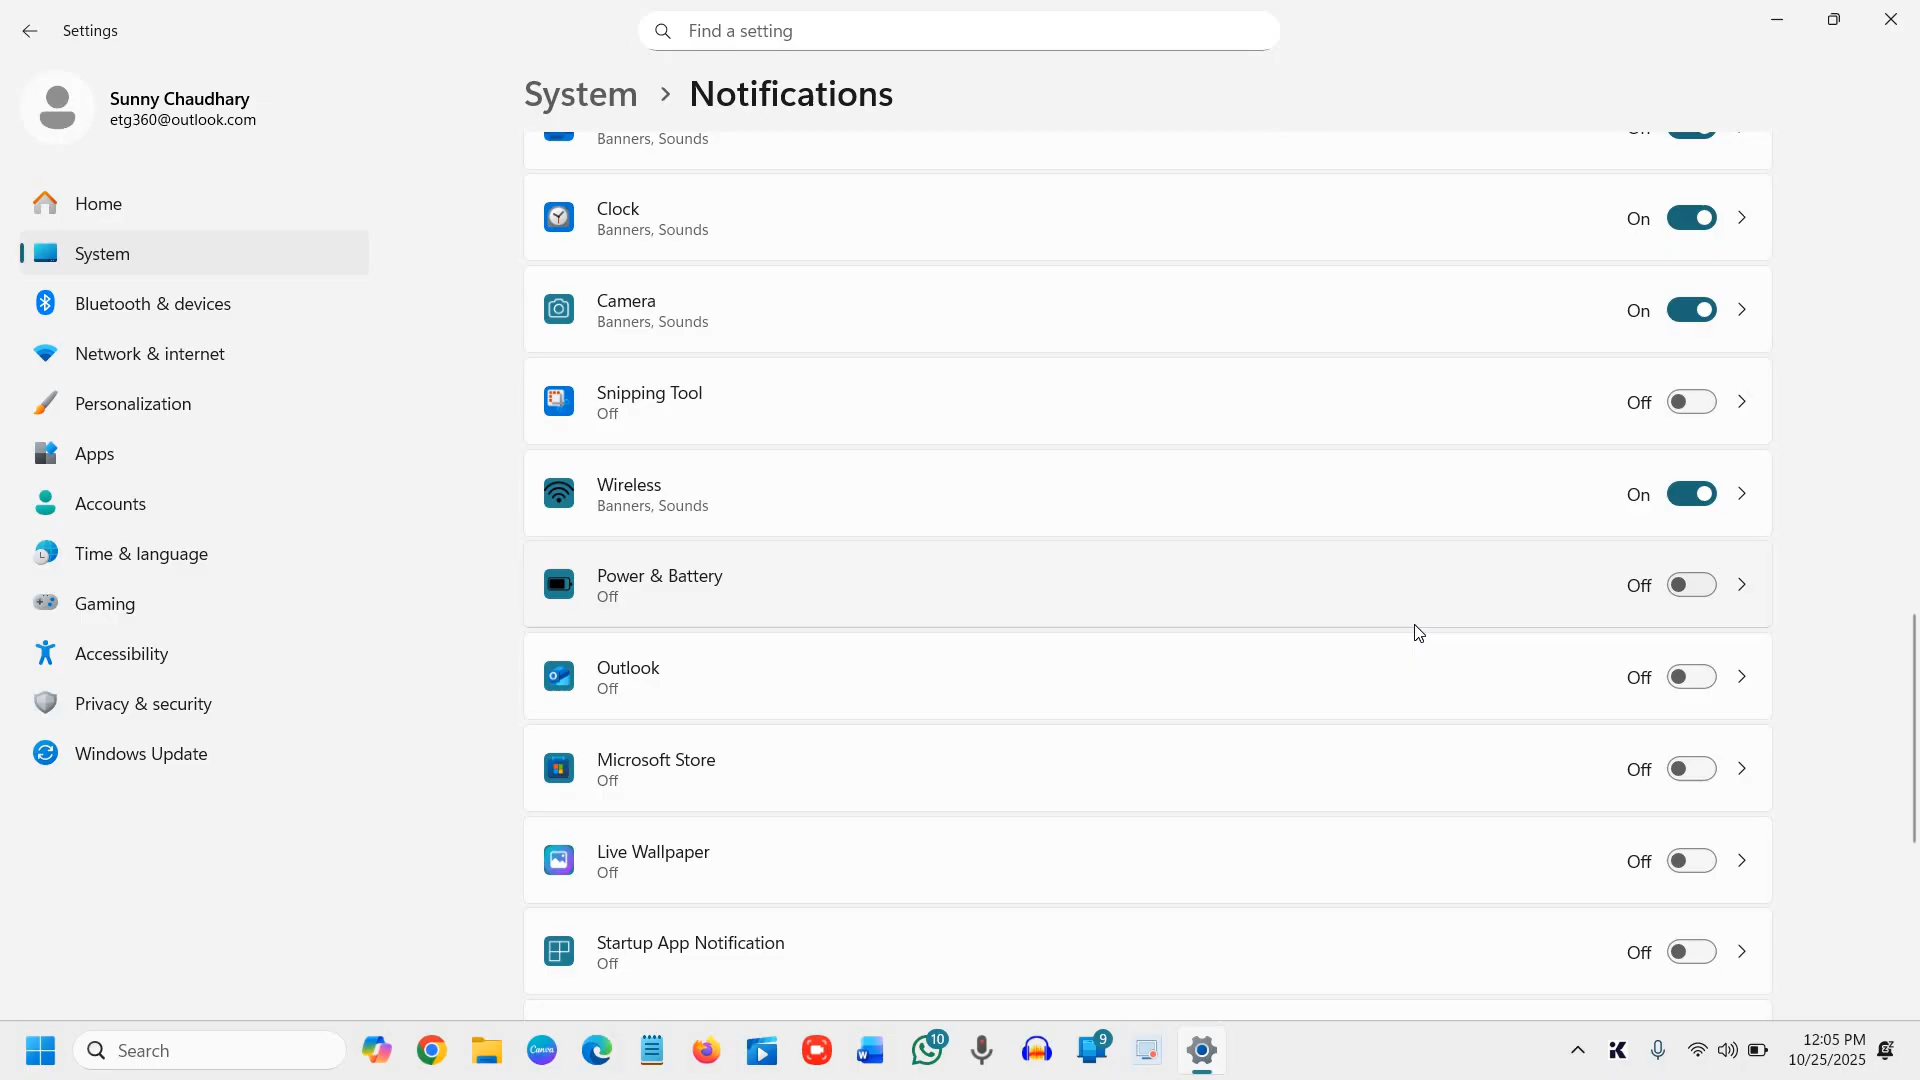 Settings
Find a setting
Sunny Chaudhary
etg360@outlook.com
Home
System
Bluetooth & devices
Network & internet
Personalization
Apps
Accounts
Time & language
Gaming
Accessibility
Privacy & security
Windows Update
System > Notifications
Banners, Sounds
On
Clock
Banners, Sounds
On
Camera
Banners, Sounds
On
Snipping Tool
Off
Off
Wireless
Banners, Sounds
On
Power & Battery
Off
Off
Outlook
Off
Off
Microsoft Store
Off
Off
Live Wallpaper
Off
Off
Startup App Notification
Off
Off
Search
Canva
10
9
12:05 PM
10/25/2025